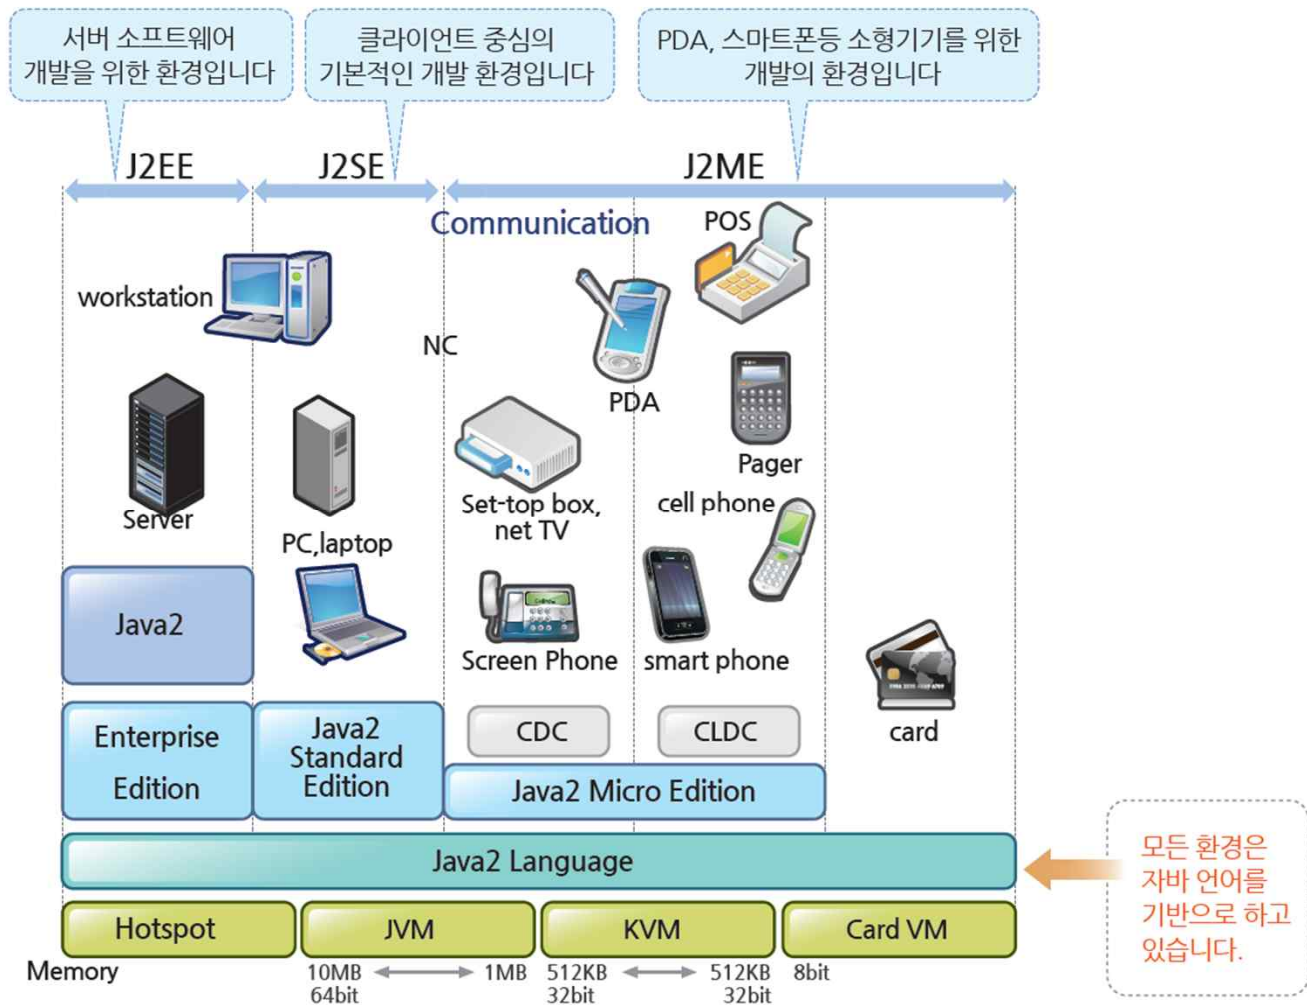 서버 소프트웨어
개발을 위한 환경입니다
클라이언트 중심의
기본적인 개발 환경입니다
PDA, 스마트폰등 소형기기를 위한
개발의 환경입니다
J2EE
J2SE
J2ME
Communication
POS
workstation
NC
PDA
Pager
Server
PC,laptop
Set-top box,
net TV
cell phone
Java2
Screen Phone
smart phone
card
Enterprise
Edition
Java2
Standard
Edition
CDC
CLDC
Java2 Micro Edition
Java2 Language
모든 환경은
자바 언어를
기반으로 하고
있습니다.
Hotspot
JVM
KVM
Card VM
Memory
10MB
64bit
1MB
512KB
32bit
512KB
32bit
8bit